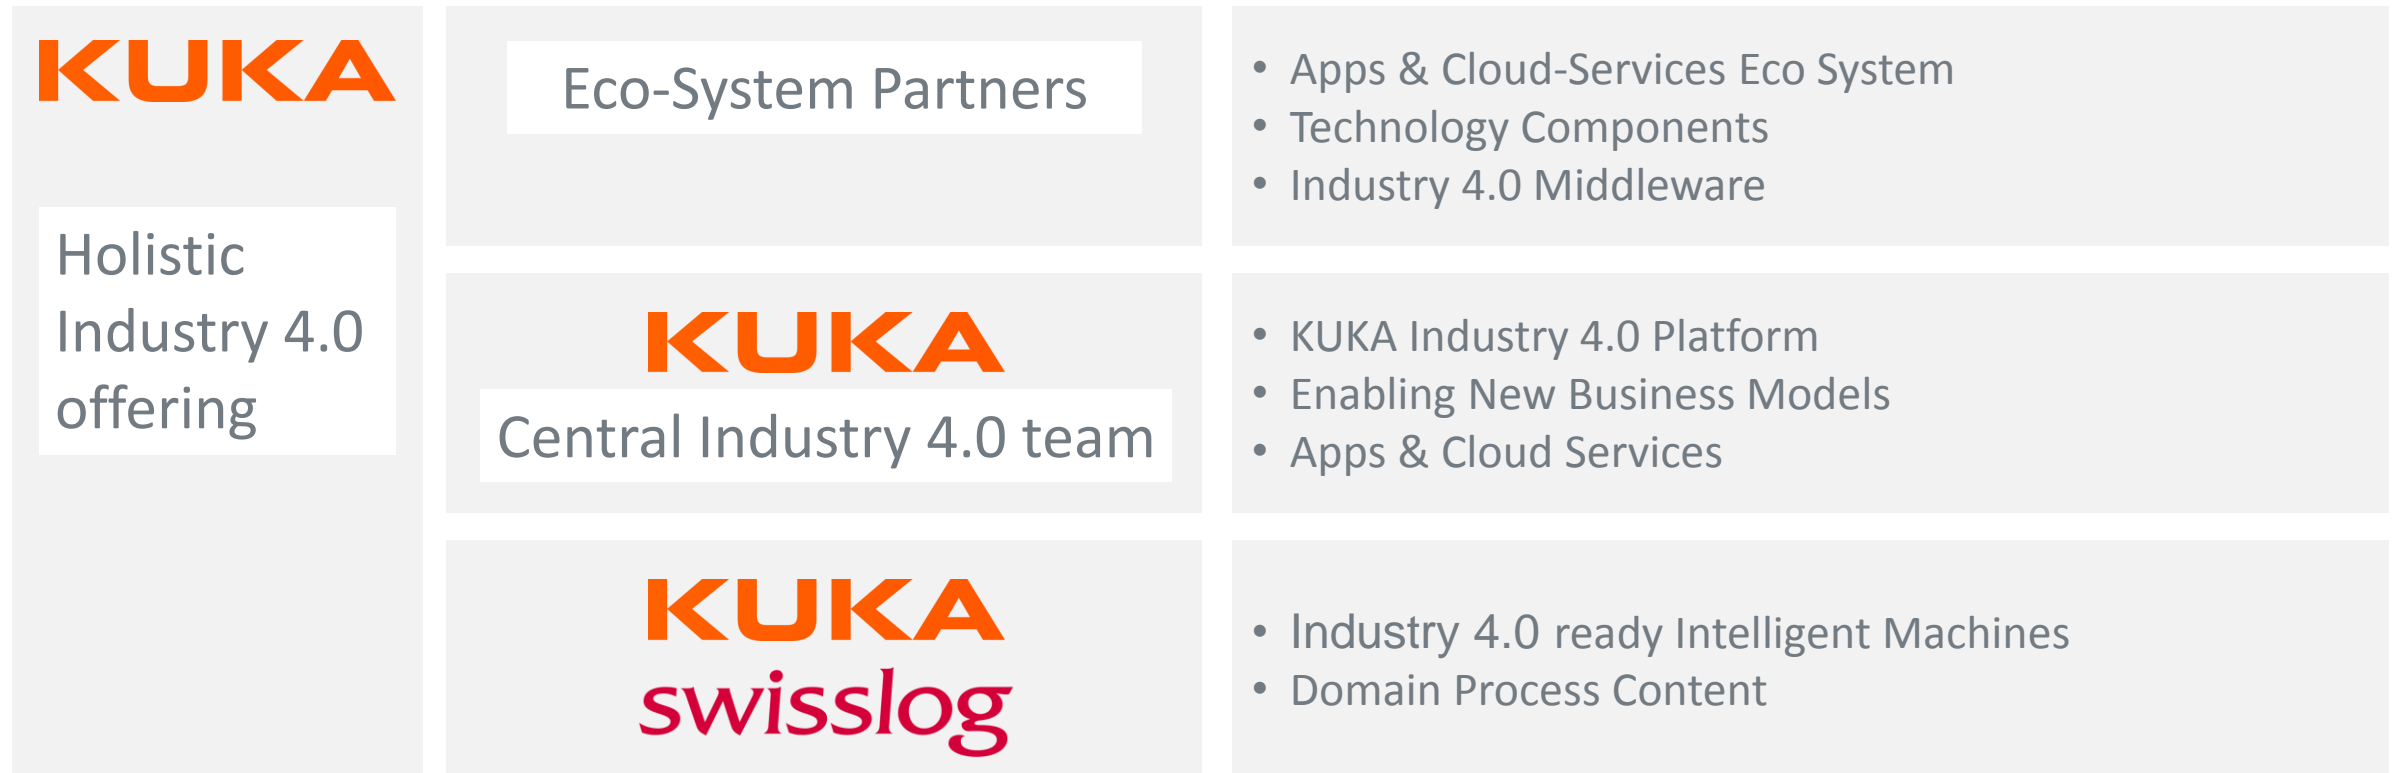 KUKA
Holistic
Industry 4.0
offering
Eco-System Partners
• Apps & Cloud-Services Eco System
• Technology Components
• Industry 4.0 Middleware
KUKA
Central Industry 4.0 team
• KUKA Industry 4.0 Platform
• Enabling New Business Models
• Apps & Cloud Services
KUKA
swisslog
• Industry 4.0 ready Intelligent Machines
• Domain Process Content